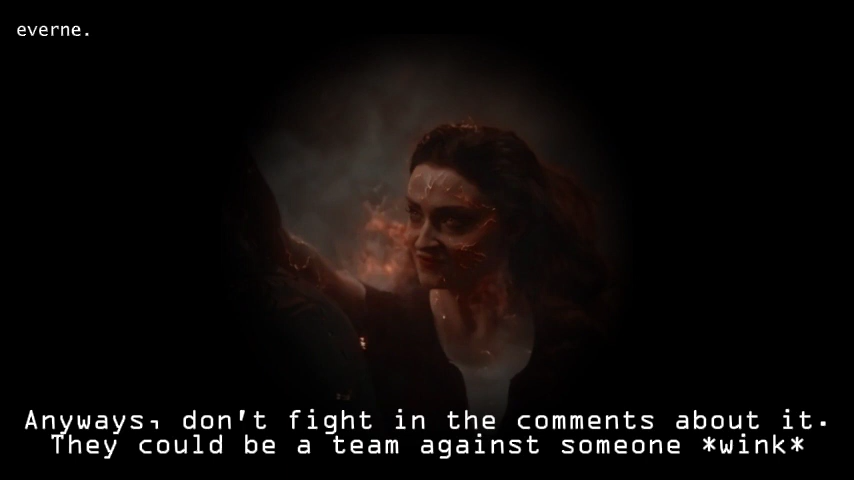 everne.
Anyways, don't fight in the comments about it.
They could be a team against someone *wink*